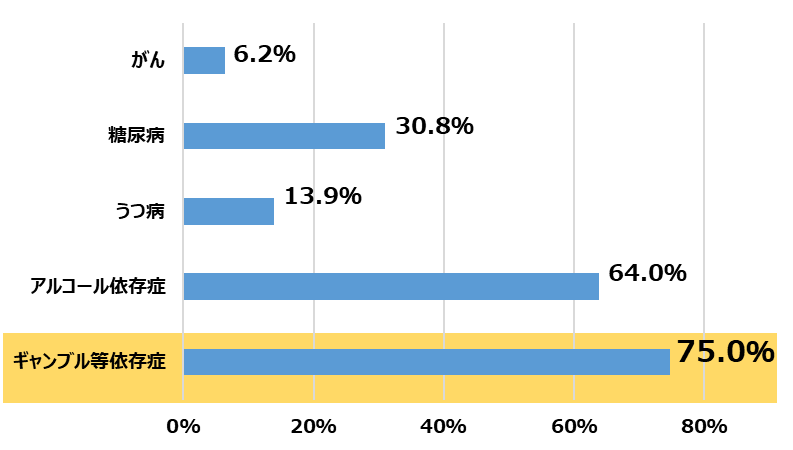 がん 6.2%
糖尿病 30.8%
うつ病 13.9%
アルコール依存症 64.0%
ギャンブル等依存症 75.0%
0% 20% 40% 60% 80%